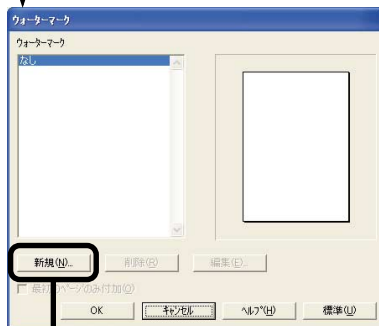 ウォーターマーク
ウォーターマーク
なし
新規(N)... 削除(R) 編集(E)...
最初のページのみ付加(O)
OK キャンセル ヘルプ(H) 標準(U)